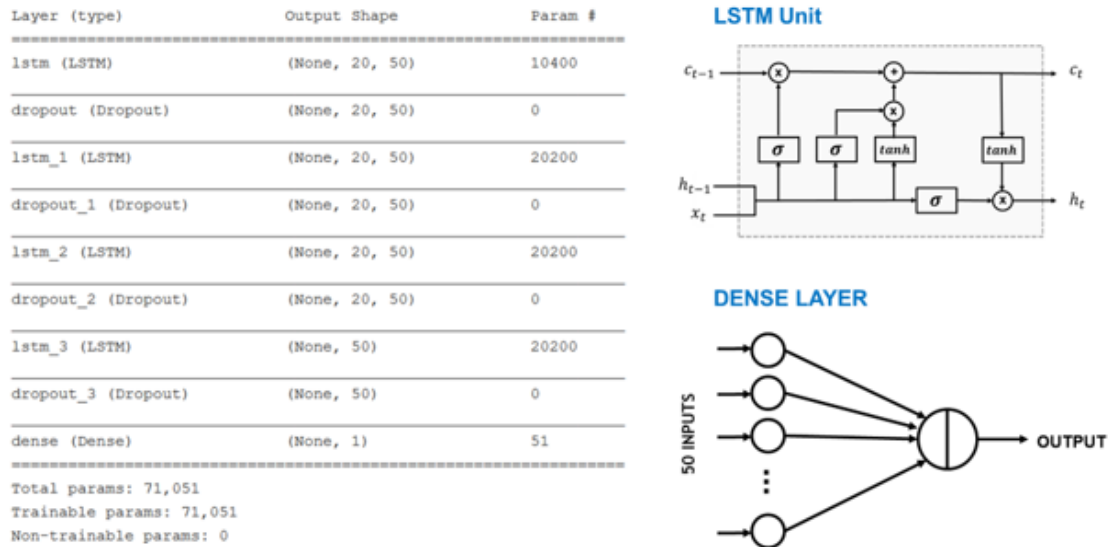 Layer (type) Output Shape Param #
lstm (LSTM) (None, 20, 50) 10400
dropout (Dropout) (None, 20, 50) 0
lstm_1 (LSTM) (None, 20, 50) 20200
dropout_1 (Dropout) (None, 20, 50) 0
lstm_2 (LSTM) (None, 20, 50) 20200
dropout_2 (Dropout) (None, 20, 50) 0
lstm_3 (LSTM) (None, 50) 20200
dropout_3 (Dropout) (None, 50) 0
dense (Dense) (None, 1) 51
Total params: 71,051
Trainable params: 71,051
Non-trainable params: 0
LSTM Unit
c_{t-1} x + c_t
x
σ σ tanh tanh
h_{t-1}
σ x h_t
x_t
DENSE LAYER
50 INPUTS
OUTPUT